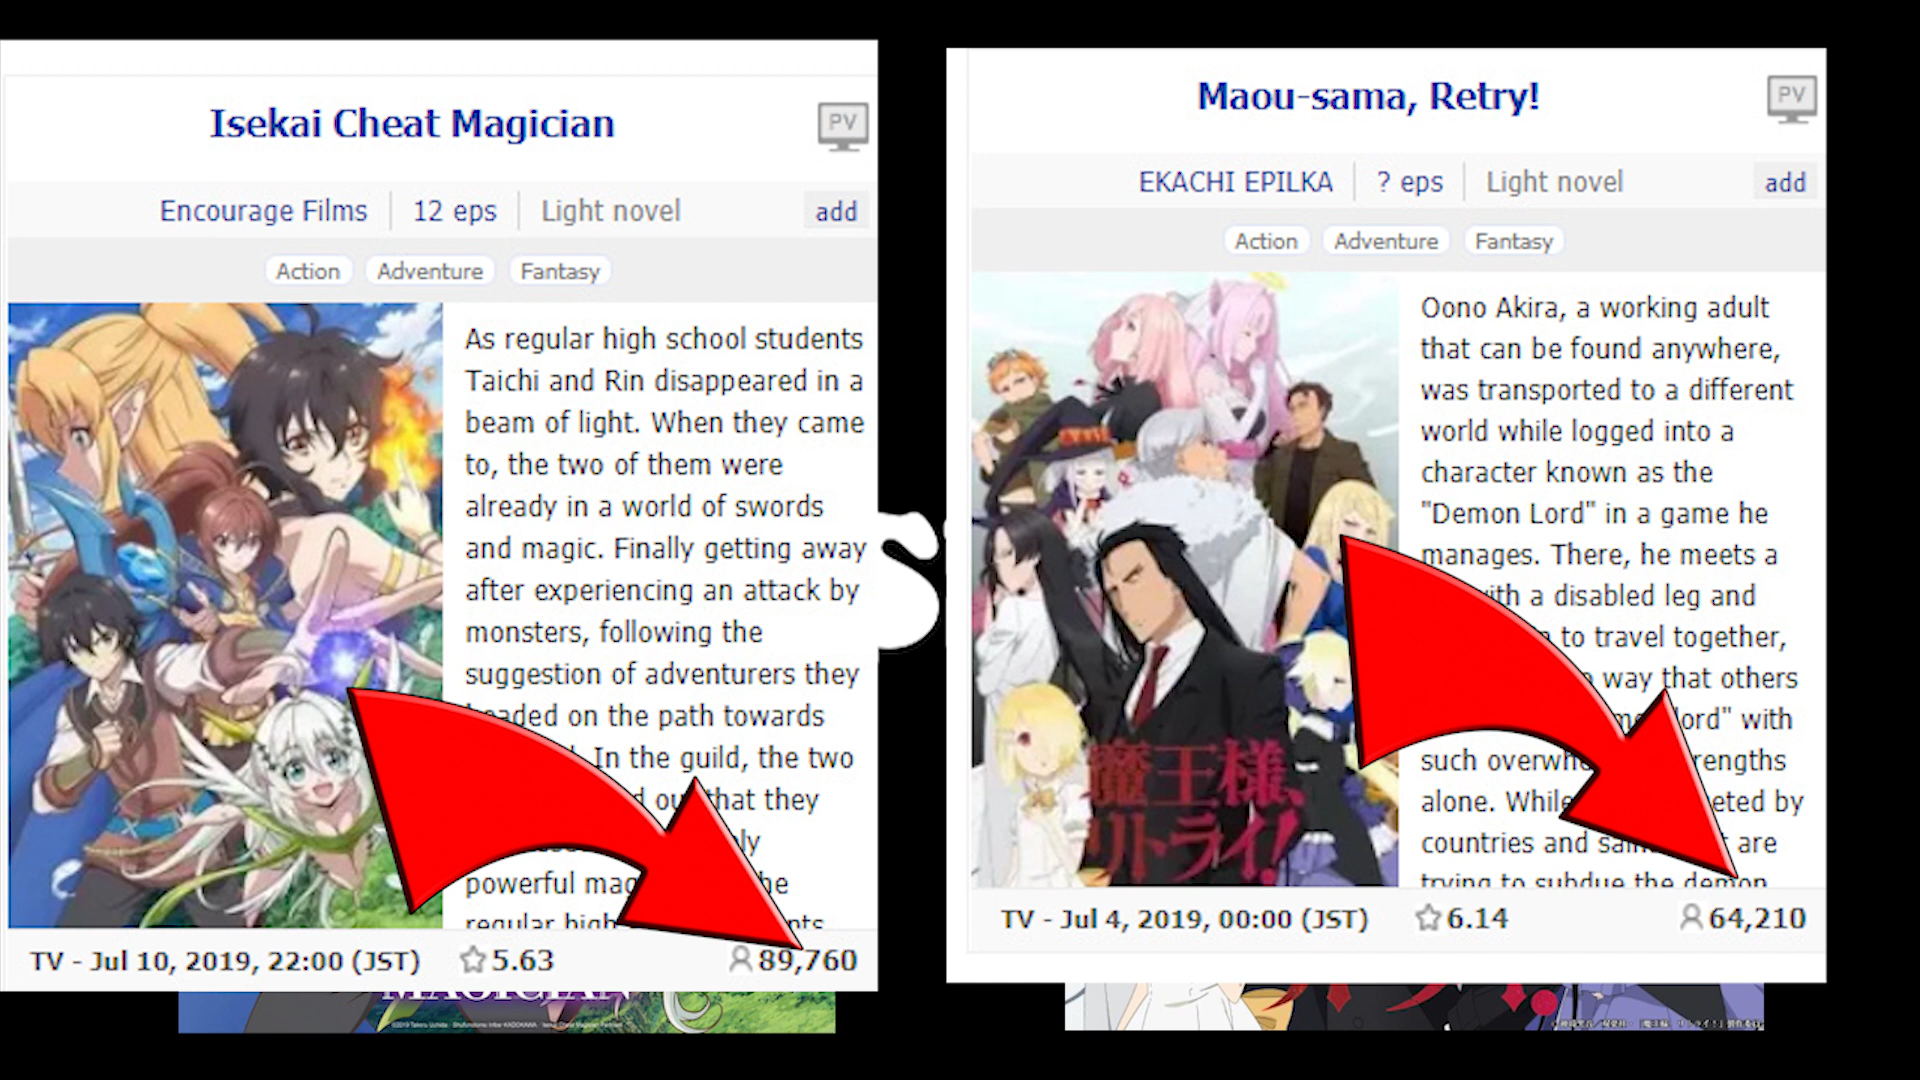 Isekai Cheat Magician
PV
Encourage Films
12 eps
Light novel
add
Action
Adventure
Fantasy
As regular high school students
Taichi and Rin disappeared in a
beam of light. When they came
to, the two of them were
already in a world of swords
and magic. Finally getting away
after experiencing an attack by
monsters, following the
suggestion of adventurers they
headed on the path towards
In the guild, the two
that they
powerful
regular
TV - Jul 10, 2019, 22:00 (JST)
5.63
89,760
MAGICIAN
S
Maou-sama, Retry!
PV
EKACHI EPILKA
? eps
Light novel
add
Action
Adventure
Fantasy
Oono Akira, a working adult
that can be found anywhere,
was transported to a different
world while logged into a
character known as the
"Demon Lord" in a game he
manages. There, he meets a
with a disabled leg and
to travel together,
way that others
lord" with
such
alone. While
countries and are
trying to subdue the demon
魔王様、
リトライ!
TV - Jul 4, 2019, 00:00 (JST)
6.14
64,210